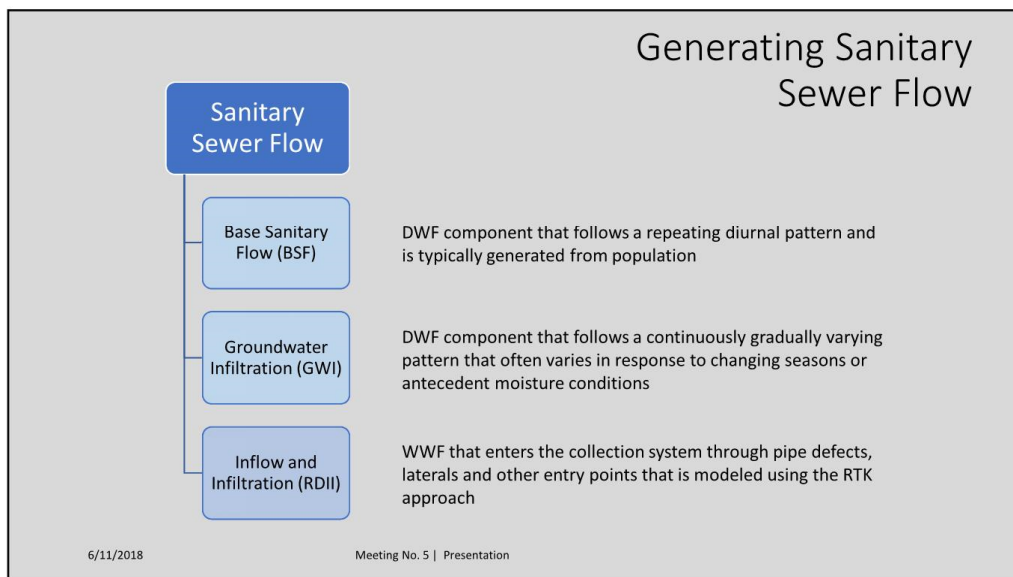 Generating Sanitary
Sewer Flow
Sanitary
Sewer Flow
Base Sanitary
Flow (BSF)
DWF component that follows a repeating diurnal pattern and
is typically generated from population
Groundwater
Infiltration (GWI)
DWF component that follows a continuously gradually varying
pattern that often varies in response to changing seasons or
antecedent moisture conditions
Inflow and
Infiltration (RDII)
WWF that enters the collection system through pipe defects,
laterals and other entry points that is modeled using the RTK
approach
6/11/2018
Meeting No. 5 | Presentation